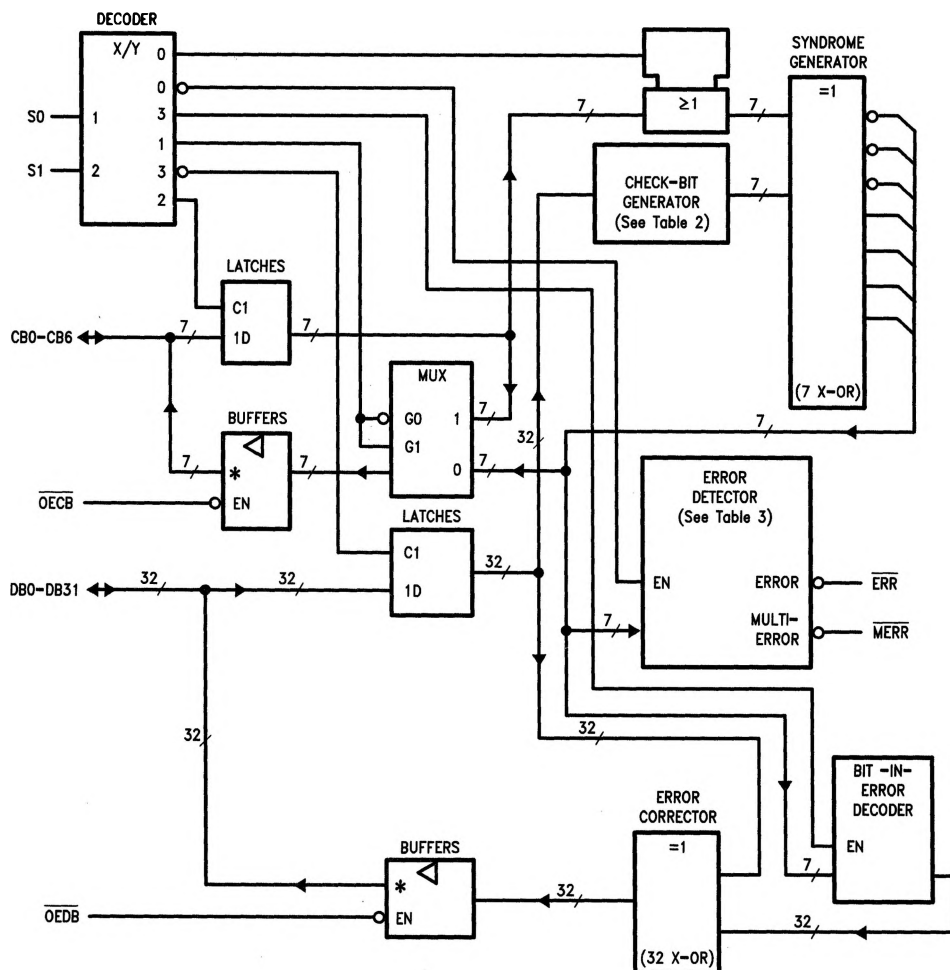 DECODER
X/Y
0
0
3
1
3
2
S0
1
S1
2
≥1
7
7
SYNDROME
GENERATOR
=1
(7 X-OR)
CHECK-BIT
GENERATOR
(See Table 2)
7
LATCHES
C1
1D
CB0-CB6
7
7
MUX
G0
G1
1
0
7
7
32
7
BUFFERS
*
EN
7
7
OECB
LATCHES
C1
1D
DB0-DB31
32
32
32
ERROR
DETECTOR
(See Table 3)
EN
ERROR
ERR
MULTI-
ERROR
MERR
7
32
32
BIT -IN-
ERROR
DECODER
EN
7
ERROR
CORRECTOR
=1
(32 X-OR)
BUFFERS
*
EN
32
32
OEDB